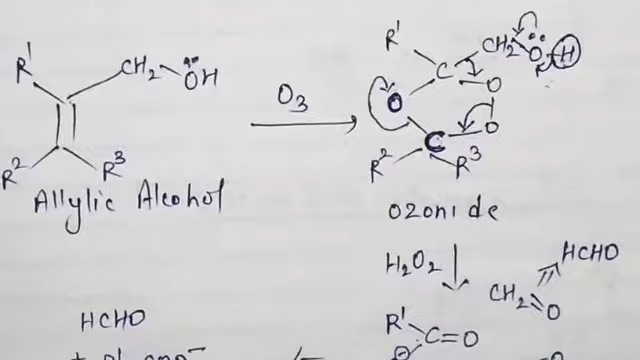 R' CH₂ OH
R² R³
Allylic Alcohol
O₃
R' C CH₂ O H
O O
O
C
R² R³
ozonide
H₂O₂
CH₂=O
HCHO
R' C=O
HCHO